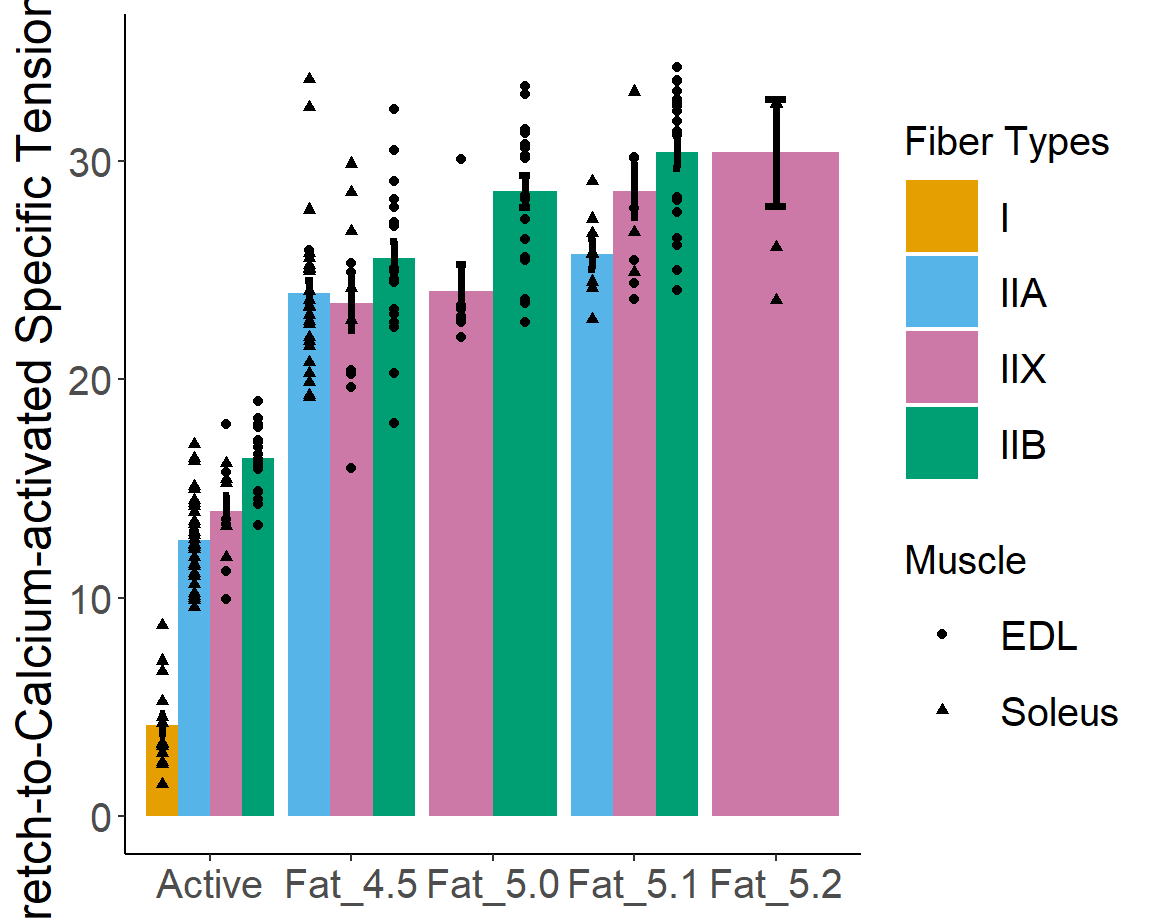 retch-to-Calcium-activated Specific Tension
30
20
10
0
Active Fat_4.5 Fat_5.0 Fat_5.1 Fat_5.2
Fiber Types
I
IIA
IIX
IIB
Muscle
EDL
Soleus